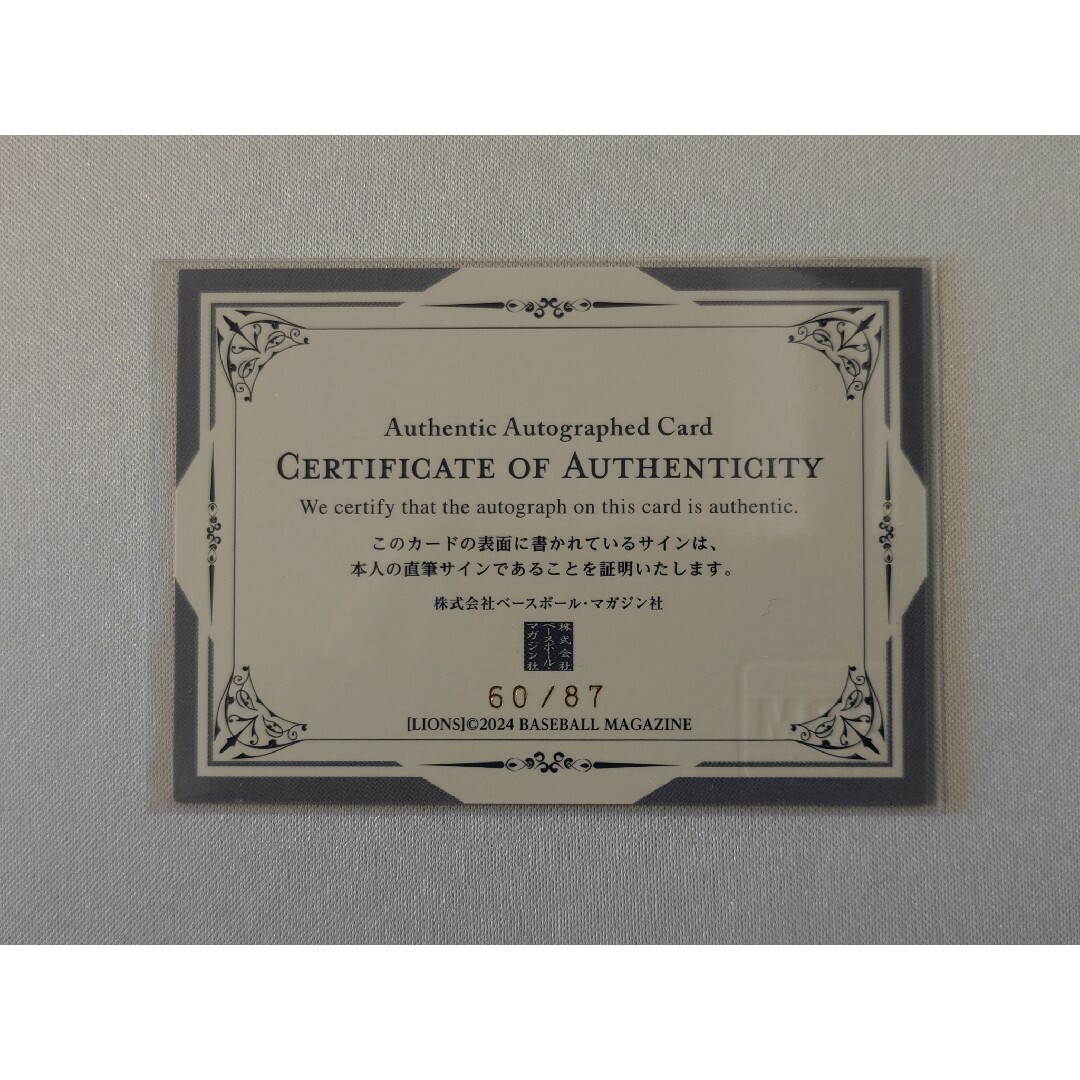 Authentic Autographed Card
CERTIFICATE OF AUTHENTICITY
We certify that the autograph on this card is authentic.
このカードの表面に書かれているサインは、
本人の直筆サインであることを証明いたします。
株式会社ベースボール・マガジン社
株式会社
ベースボール・
マガジン社
60/87
[LIONS]©2024 BASEBALL MAGAZINE